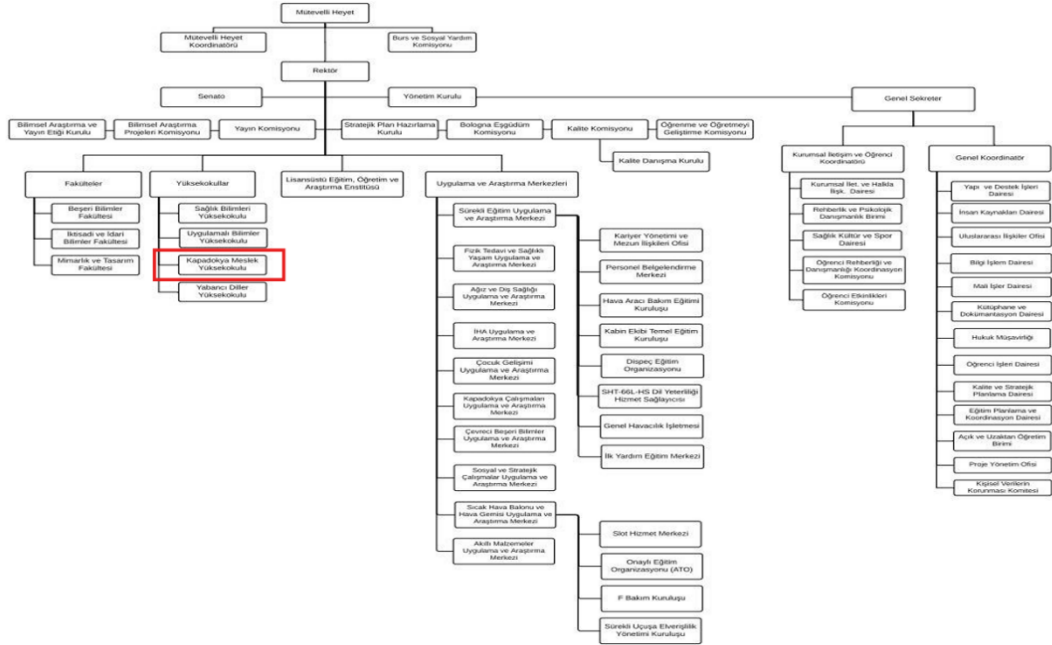 Mütevelli Heyet
Mütevelli Heyet
Koordinatörü
Burs ve Sosyal Yardım
Komisyonu
Rektör
Senato
Yönetim Kurulu
Genel Sekreter
Bilimsel Araştırma ve
Yayın Etiği Kurulu
Bilimsel Araştırma
Projeleri Komisyonu
Yayın Komisyonu
Stratejik Plan Hazırlama
Kurulu
Bologna Eşgüdüm
Komisyonu
Kalite Komisyonu
Öğrenme ve Öğretmeyi
Geliştirme Komisyonu
Kalite Danışma Kurulu
Fakülteler
Beşeri Bilimler
Fakültesi
İktisadi ve İdari
Bilimler Fakültesi
Mimarlık ve Tasarım
Fakültesi
Yüksekokullar
Sağlık Bilimleri
Yüksekokulu
Uygulamalı Bilimler
Yüksekokulu
Kapadokya Meslek
Yüksekokulu
Yabancı Diller
Yüksekokulu
Lisansüstü Eğitim, Öğretim ve
Araştırma Enstitüsü
Uygulama ve Araştırma Merkezleri
Sürekli Eğitim Uygulama
ve Araştırma Merkezi
Fizik Tedavi ve Sağlıklı
Yaşam Uygulama ve
Araştırma Merkezi
Ağız ve Diş Sağlığı
Uygulama ve Araştırma
Merkezi
İHA Uygulama ve
Araştırma Merkezi
Çocuk Gelişimi
Uygulama ve Araştırma
Merkezi
Kapadokya Çalışmaları
Uygulama ve Araştırma
Merkezi
Çevreci Beşeri Bilimler
Uygulama ve Araştırma
Merkezi
Sosyal ve Stratejik
Çalışmalar Uygulama ve
Araştırma Merkezi
Sıcak Hava Balonu ve
Hava Gemisi Uygulama ve
Araştırma Merkezi
Akıllı Malzemeler
Uygulama ve Araştırma
Merkezi
Kariyer Yönetimi ve
Mezun İlişkileri Ofisi
Personel Belgelendirme
Merkezi
Hava Aracı Bakım Eğitimi
Kuruluşu
Kabin Ekibi Temel Eğitim
Kuruluşu
Dispeç Eğitim
Organizasyonu
SHT-66L-HS Dil Yeterliliği
Hizmet Sağlayıcısı
Genel Havacılık İşletmesi
İlk Yardım Eğitim Merkezi
Slot Hizmet Merkezi
Onaylı Eğitim
Organizasyonu (ATO)
F Bakım Kuruluşu
Sürekli Uçuşa Elverişlilik
Yönetimi Kuruluşu
Kurumsal İletişim ve Öğrenci
Koordinatörü
Kurumsal İlet. ve Halkla
İlişk. Dairesi
Rehberlik ve Psikolojik
Danışmanlık Birimi
Sağlık Kültür ve Spor
Dairesi
Öğrenci Rehberliği ve
Danışmanlığı Koordinasyon
Komisyonu
Öğrenci Etkinlikleri
Komisyonu
Genel Koordinatör
Yapı ve Destek İşleri
Dairesi
İnsan Kaynakları Dairesi
Uluslararası İlişkiler Ofisi
Bilgi İşlem Dairesi
Mali İşler Dairesi
Kütüphane ve
Dokümantasyon Dairesi
Hukuk Müşavirliği
Öğrenci İşleri Dairesi
Kalite ve Stratejik
Planlama Dairesi
Eğitim Planlama ve
Koordinasyon Dairesi
Açık ve Uzaktan Öğretim
Birimi
Proje Yönetim Ofisi
Kişisel Verilerin
Korunması Komitesi